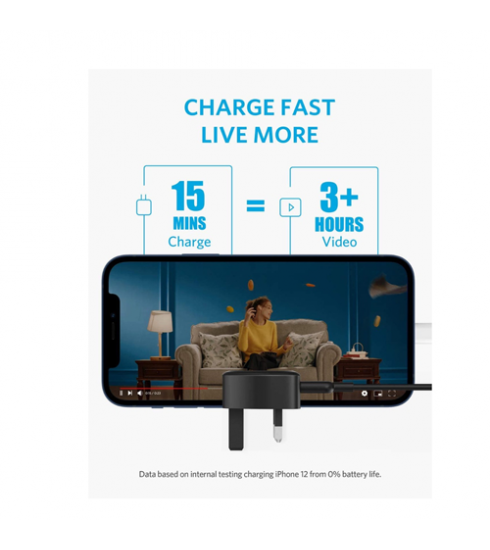 CHARGE FAST
LIVE MORE
15
MINS
Charge
=
3+
HOURS
Video
Data based on internal testing charging iPhone 12 from 0% battery life.